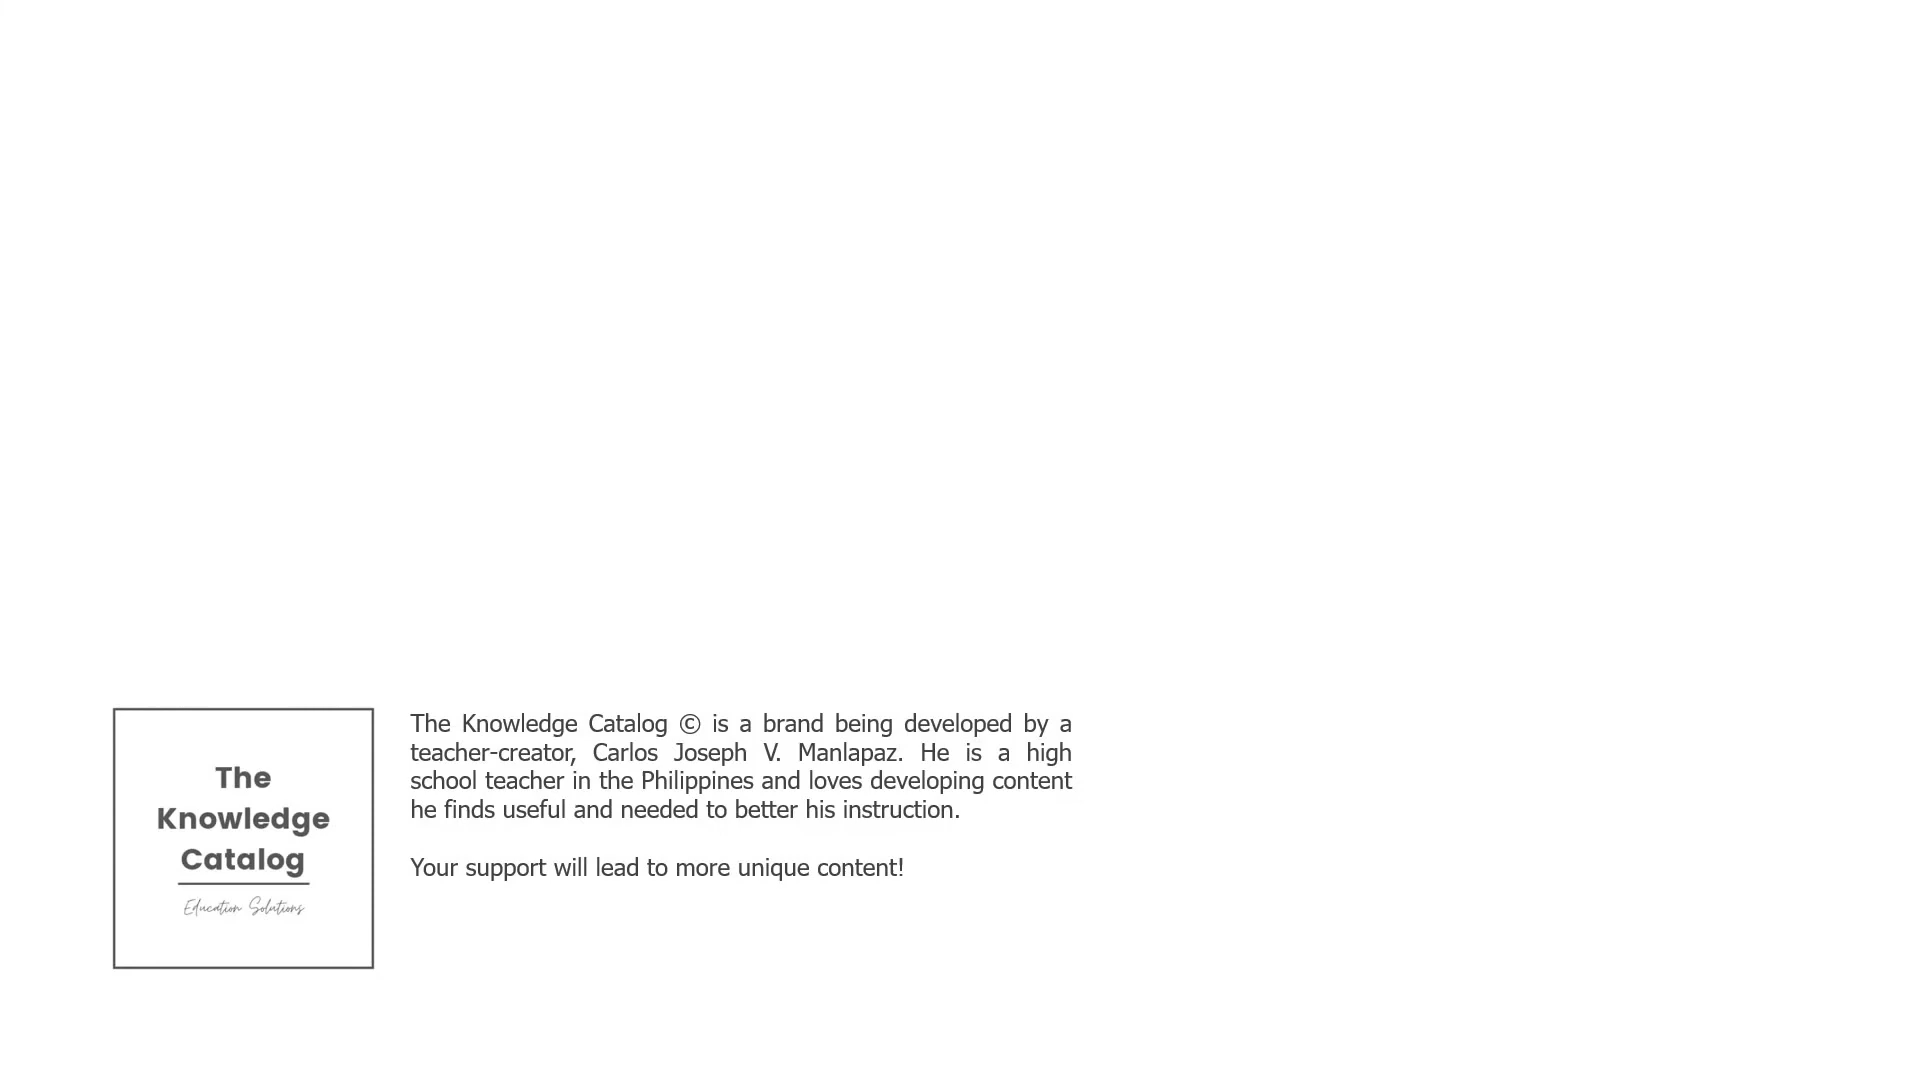 The
Knowledge
Catalog
Education Solutions
The Knowledge Catalog © is a brand being developed by a
teacher-creator, Carlos Joseph V. Manlapaz. He is a high
school teacher in the Philippines and loves developing content
he finds useful and needed to better his instruction.
Your support will lead to more unique content!